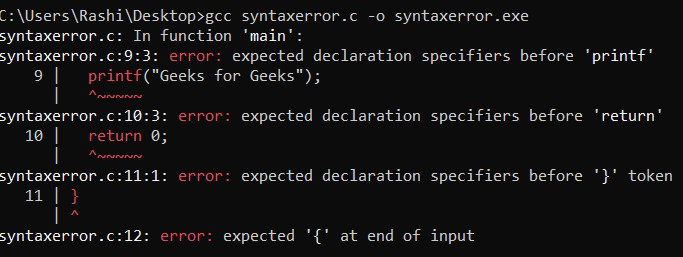 C:\Users\Rashi\Desktop>gcc syntaxerror.c -o syntaxerror.exe
syntaxerror.c: In function 'main':
syntaxerror.c:9:3: error: expected declaration specifiers before 'printf'
    9 |   printf("Geeks for Geeks");
      |   ^~~~~~
syntaxerror.c:10:3: error: expected declaration specifiers before 'return'
   10 |   return 0;
      |   ^~~~~~
syntaxerror.c:11:1: error: expected declaration specifiers before '}' token
   11 | }
      | ^
syntaxerror.c:12: error: expected '{' at end of input